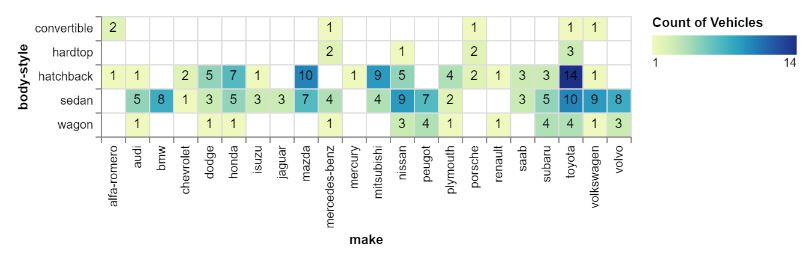 Count of Vehicles
1 14
body-style
convertible 2 1 1 1 1
hardtop 2 1 2 3
hatchback 1 1 2 5 7 1 10 1 9 5 4 2 1 3 3 14 1
sedan 5 8 1 3 5 3 3 7 4 4 9 7 2 3 5 10 9 8
wagon 1 1 1 1 3 4 1 1 4 4 1 3
alfa-romero
audi
bmw
chevrolet
dodge
honda
isuzu
jaguar
mazda
mercedes-benz
mercury
mitsubishi
nissan
peugot
plymouth
porsche
renault
saab
subaru
toyota
volkswagen
volvo
make